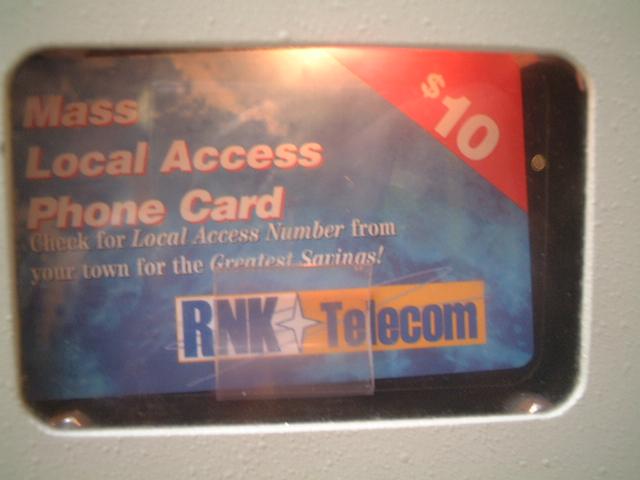 $10
Mass
Local Access
Phone Card
Check for Local Access Number from
your town for the Greatest Savings!
RNK Telecom